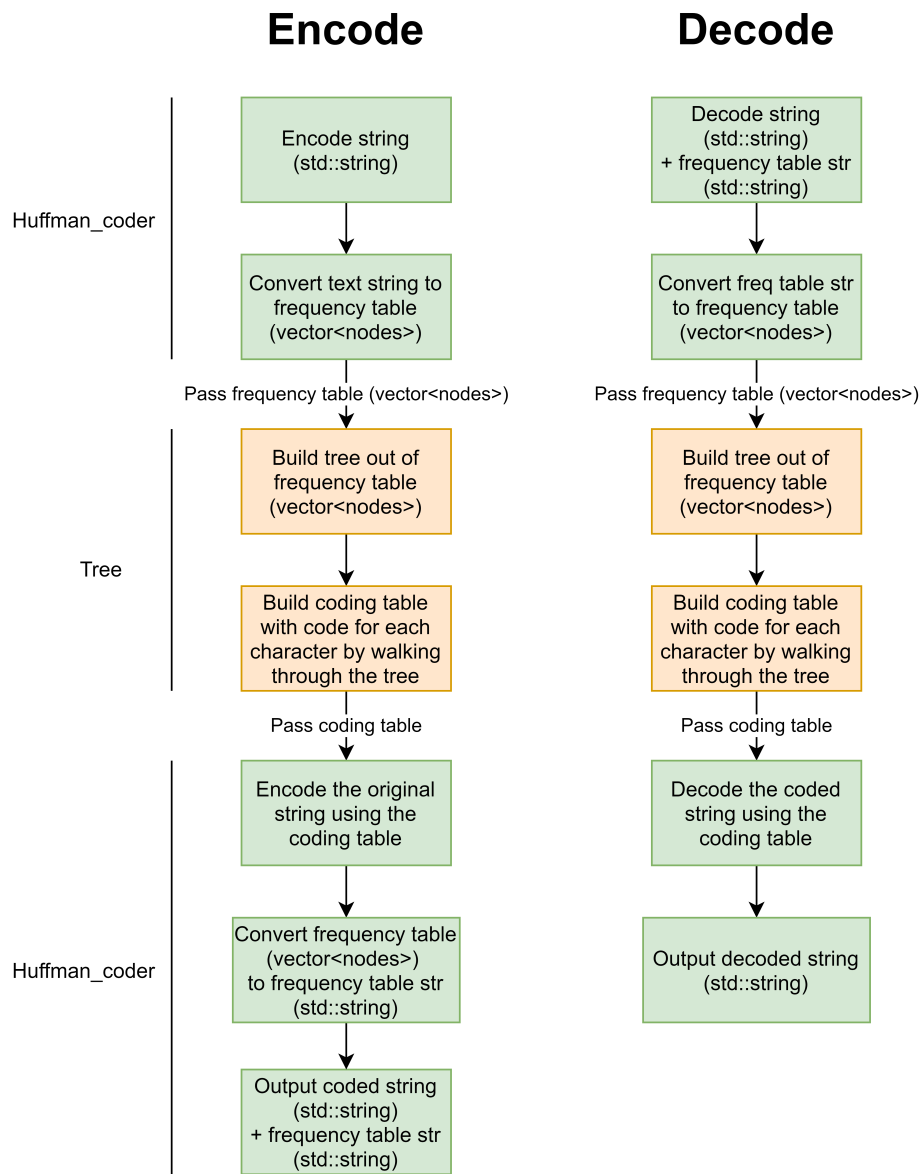 Encode
Decode
Huffman_coder
Encode string
(std::string)
Decode string
(std::string)
+ frequency table str
(std::string)
Convert text string to
frequency table
(vector<nodes>)
Convert freq table str
to frequency table
(vector<nodes>)
Pass frequency table (vector<nodes>)
Pass frequency table (vector<nodes>)
Tree
Build tree out of
frequency table
(vector<nodes>)
Build tree out of
frequency table
(vector<nodes>)
Build coding table
with code for each
character by walking
through the tree
Build coding table
with code for each
character by walking
through the tree
Pass coding table
Pass coding table
Huffman_coder
Encode the original
string using the
coding table
Decode the coded
string using the
coding table
Convert frequency table
(vector<nodes>)
to frequency table str
(std::string)
Output decoded string
(std::string)
Output coded string
(std::string)
+ frequency table str
(std::string)